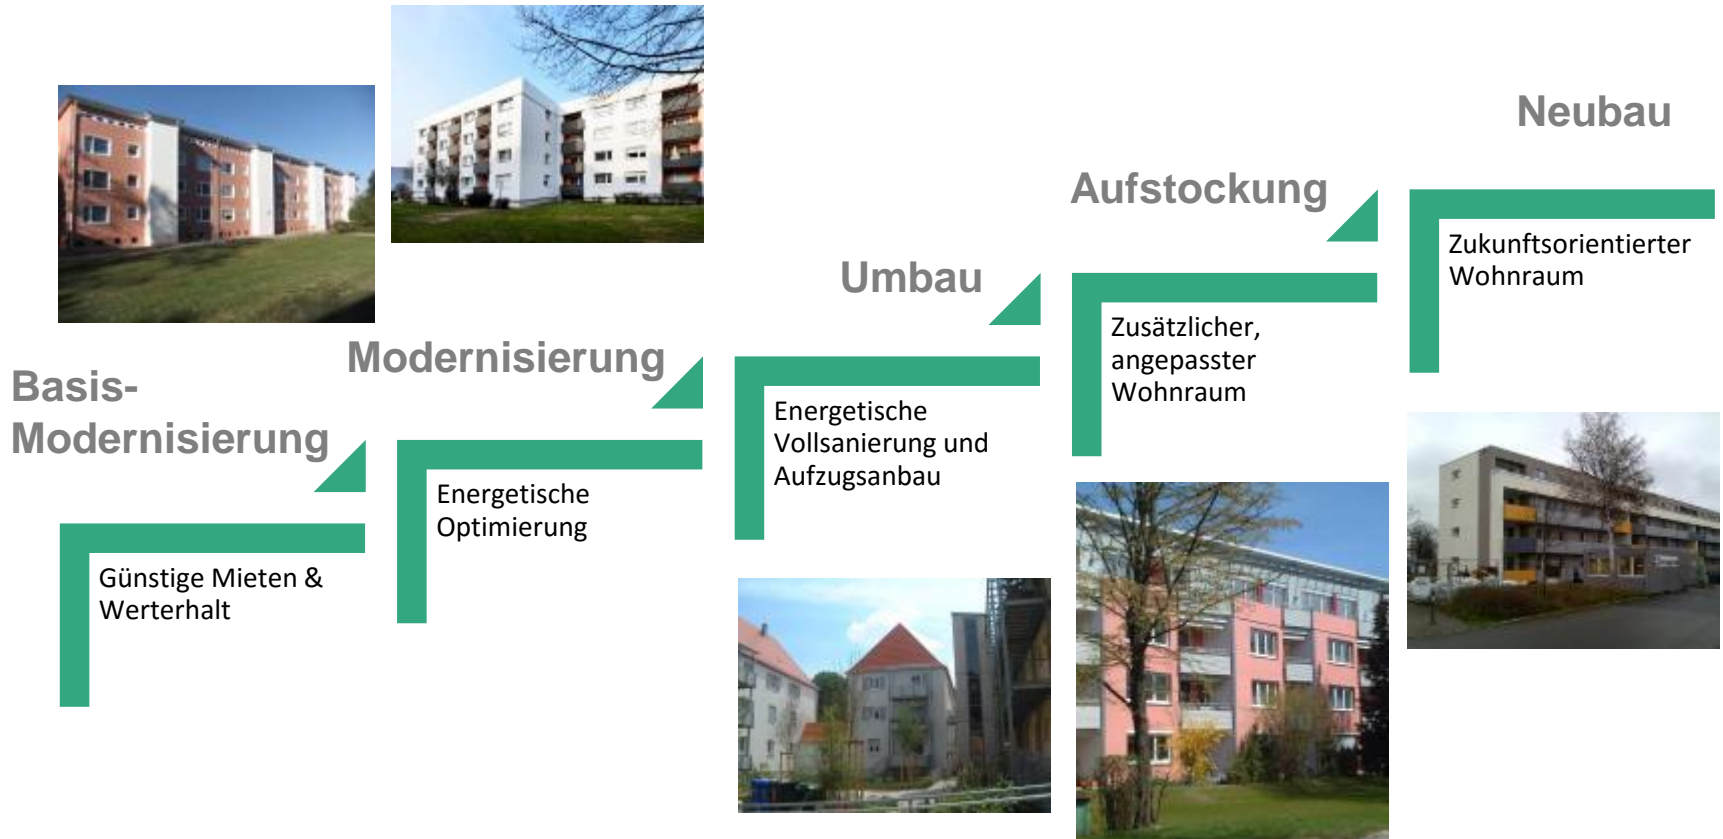 Basis-
Modernisierung
Günstige Mieten &
Werterhalt
Modernisierung
Energetische
Optimierung
Umbau
Energetische
Vollsanierung und
Aufzugsanbau
Aufstockung
Zusätzlicher,
angepasster
Wohnraum
Neubau
Zukunftsorientierter
Wohnraum